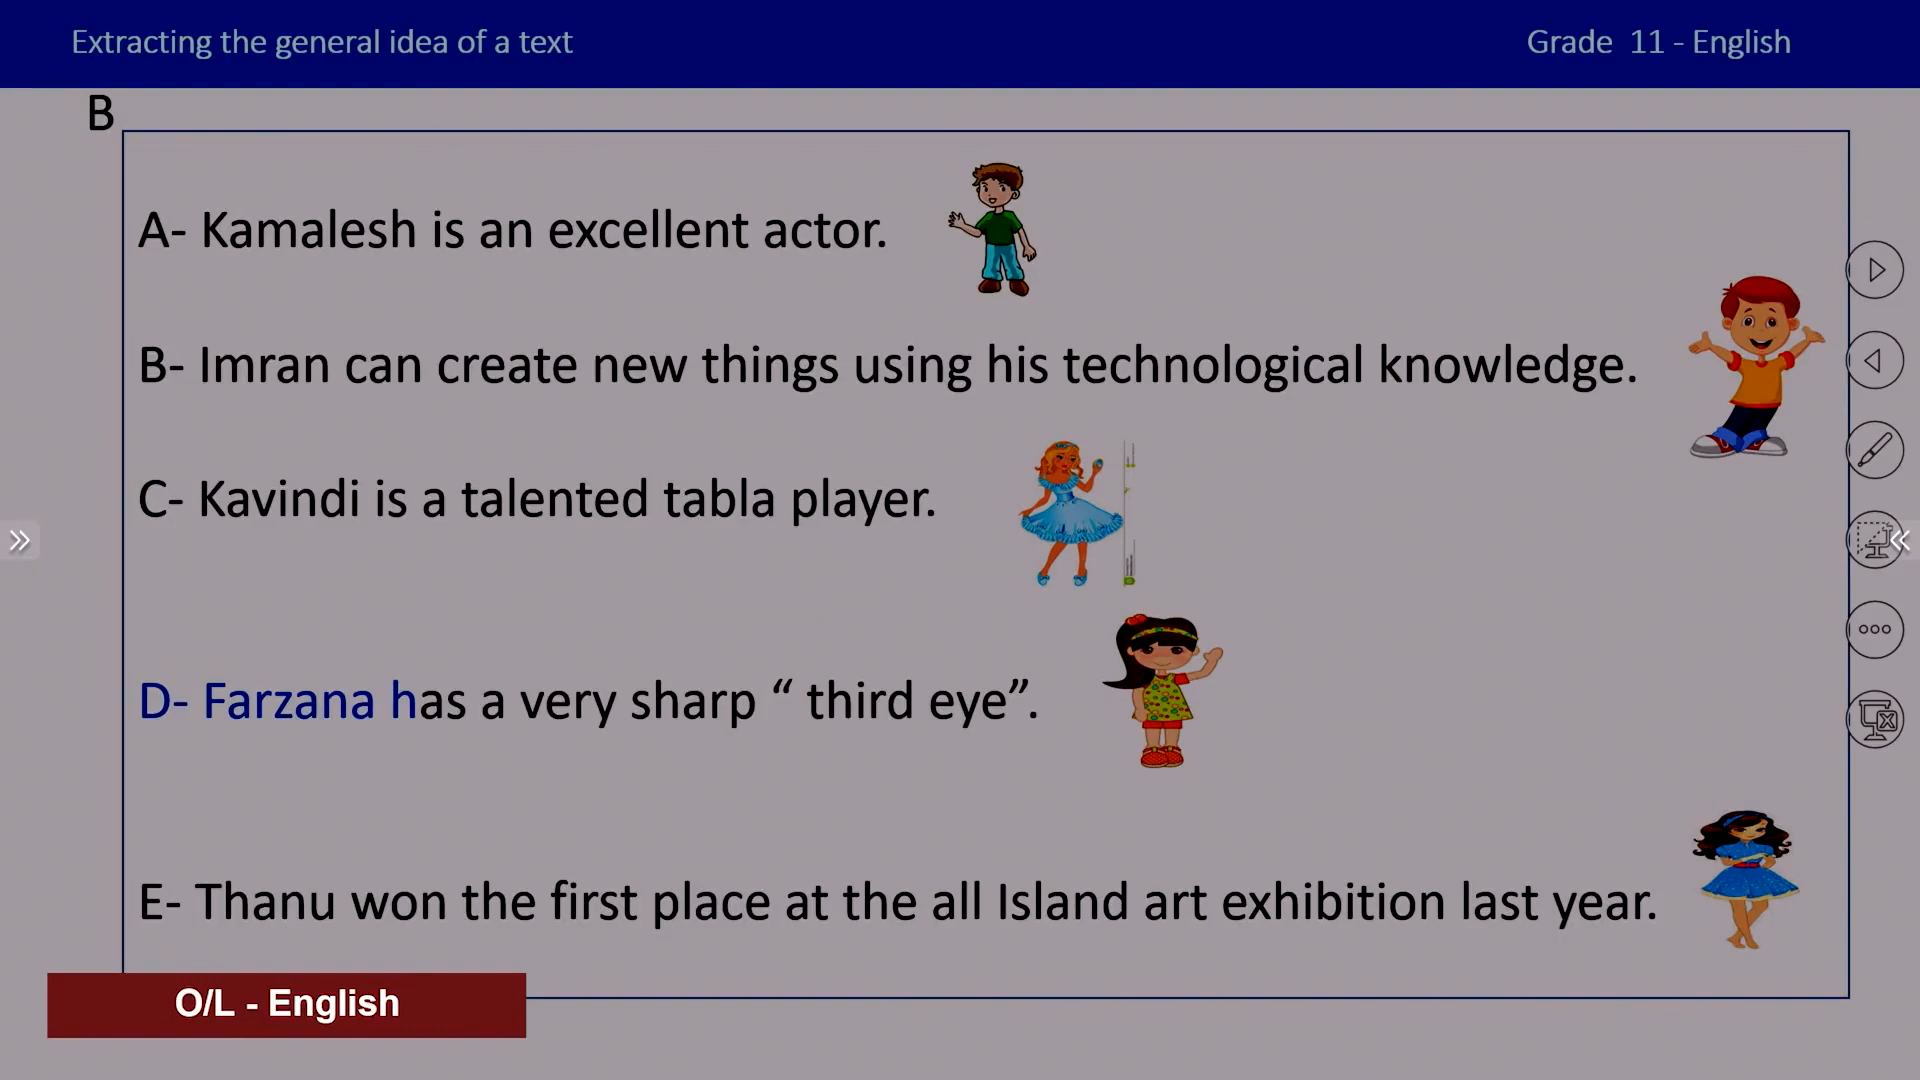 Extracting the general idea of a text
Grade 11 - English
B
A- Kamalesh is an excellent actor.
B- Imran can create new things using his technological knowledge.
C- Kavindi is a talented tabla player.
D- Farzana has a very sharp “ third eye”.
E- Thanu won the first place at the all Island art exhibition last year.
O/L - English